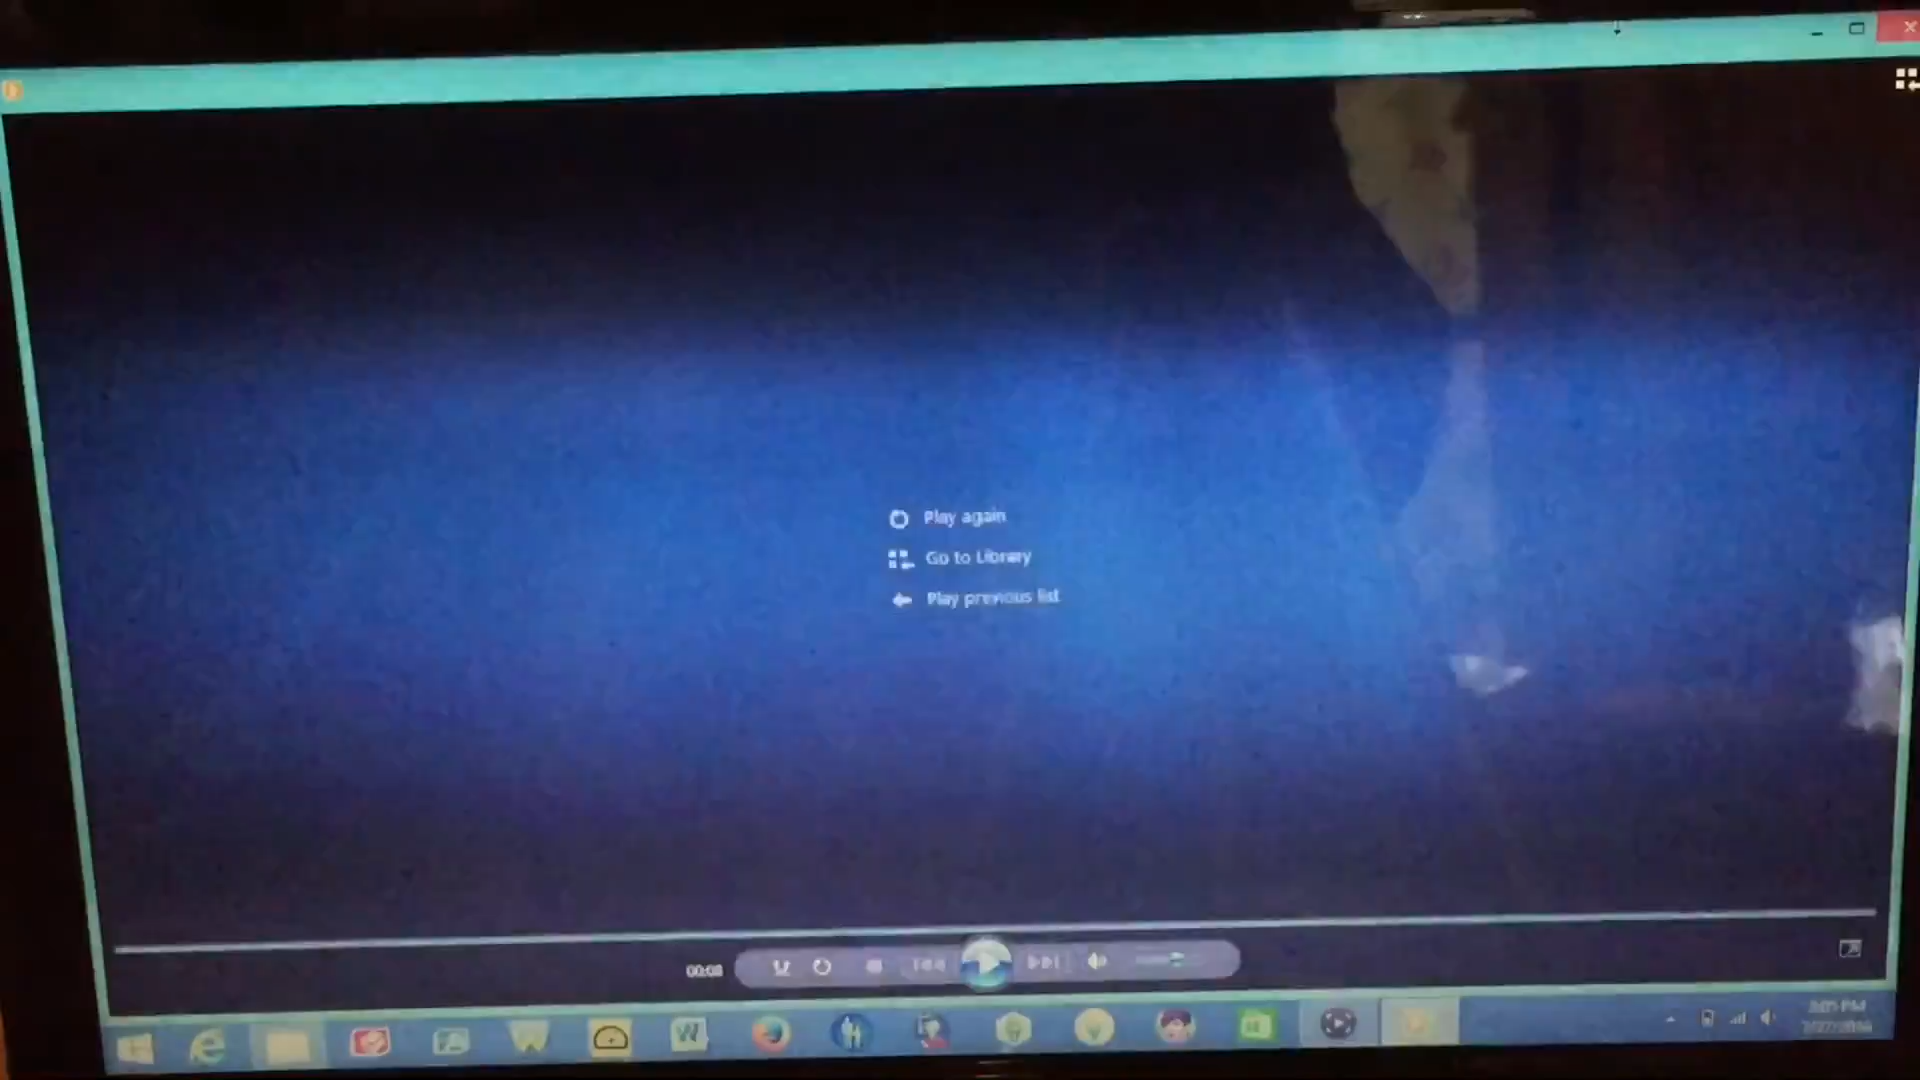 Play again
Go to Library
Play previous list
00:08
W